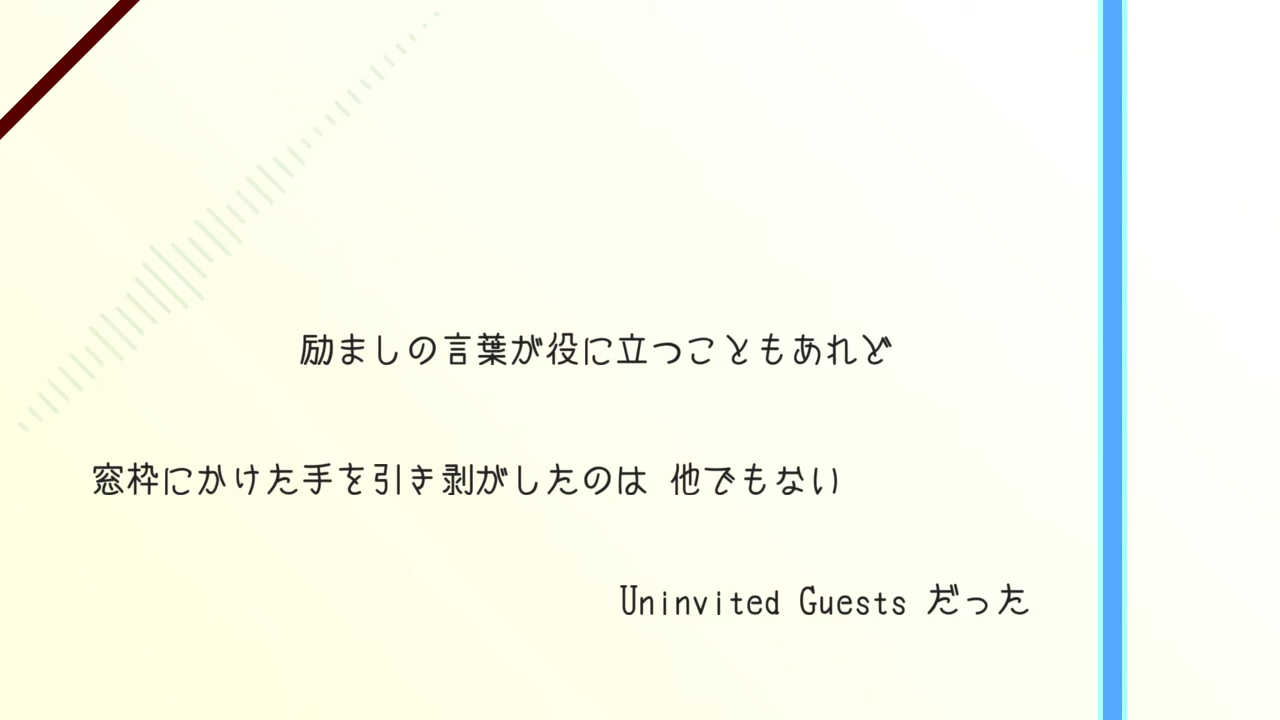 励ましの言葉が役に立つこともあれど
窓枠にかけた手を引き剥がしたのは 他でもない
Uninvited Guests だった